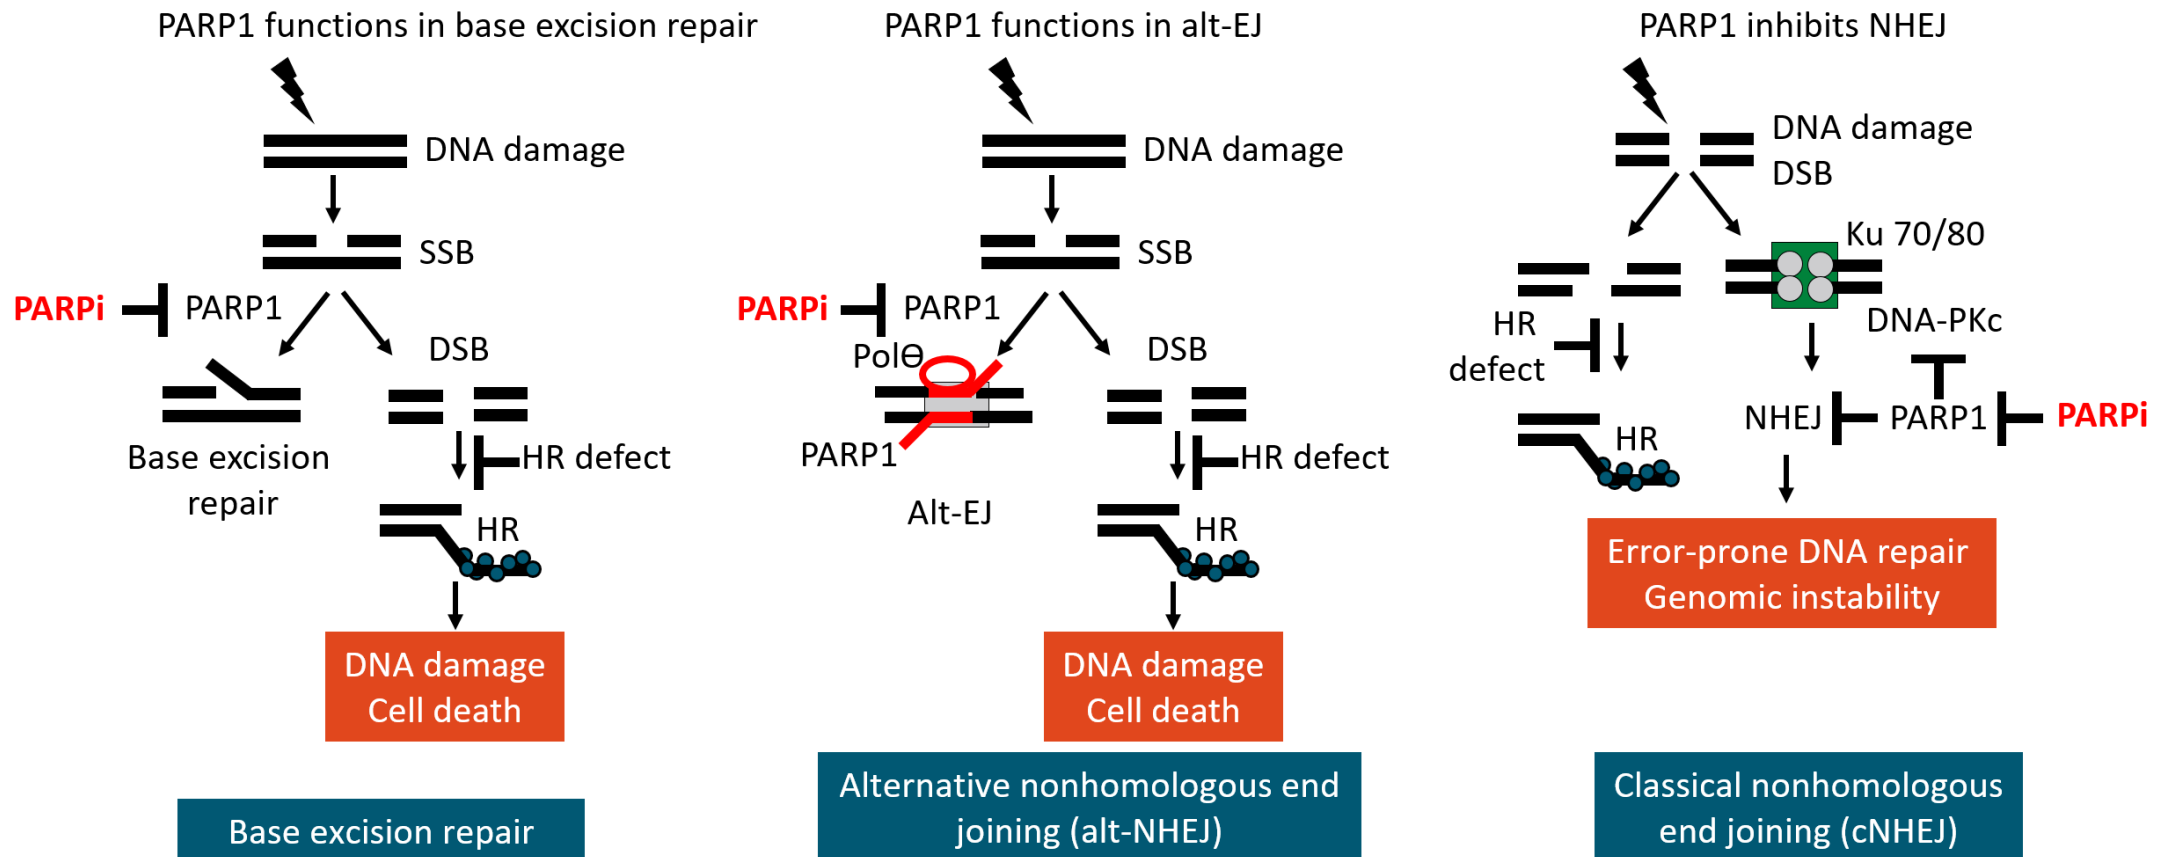 PARP1 functions in base excision repair
DNA damage
SSB
PARPi
PARP1
DSB
Base excision
repair
HR defect
HR
DNA damage
Cell death
Base excision repair
PARP1 functions in alt-EJ
DNA damage
SSB
PARPi
PARP1
PolƟ
DSB
PARP1
HR defect
Alt-EJ
HR
DNA damage
Cell death
Alternative nonhomologous end
joining (alt-NHEJ)
PARP1 inhibits NHEJ
DNA damage
DSB
Ku 70/80
HR
defect
DNA-PKc
NHEJ
PARP1
PARPi
HR
Error-prone DNA repair
Genomic instability
Classical nonhomologous
end joining (cNHEJ)